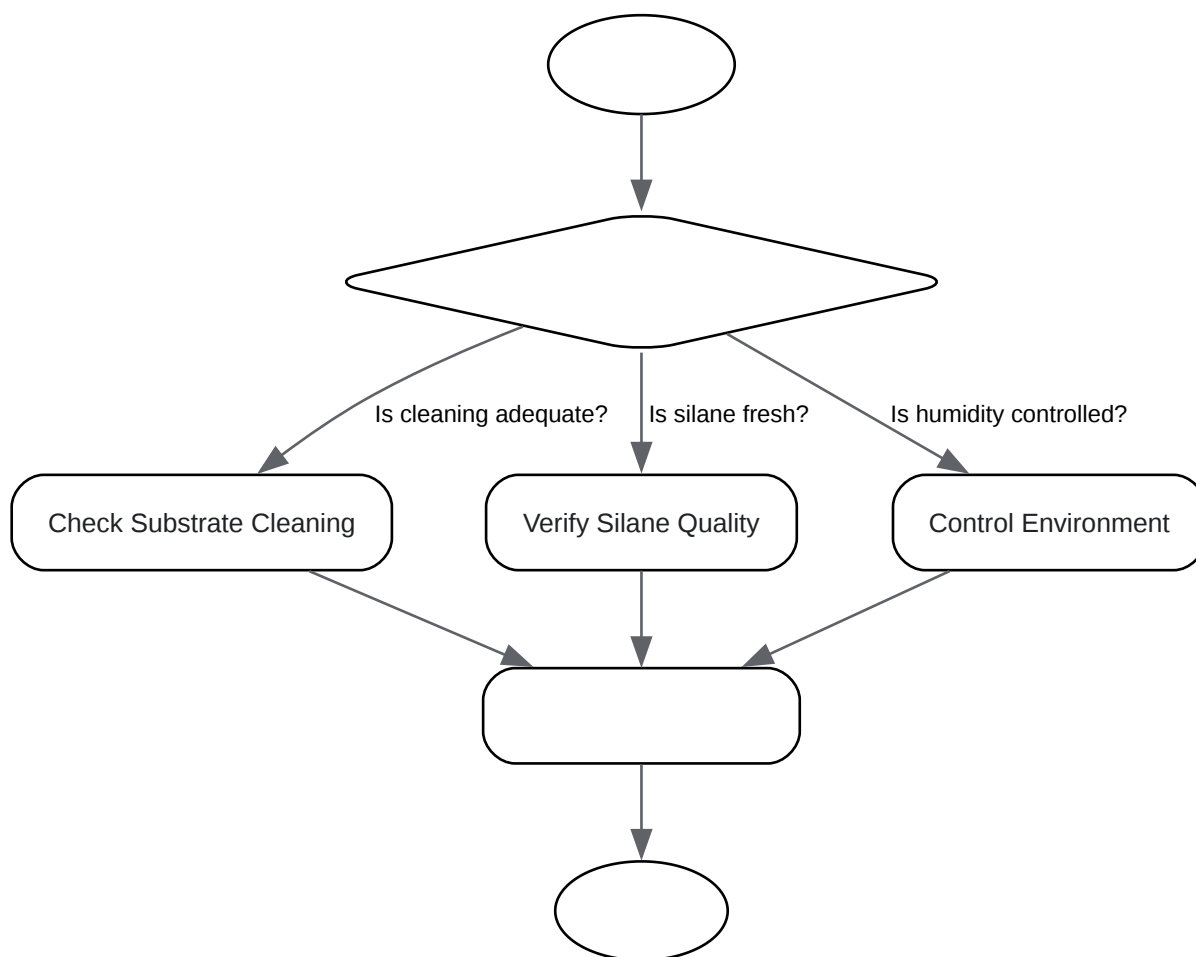 Is cleaning adequate?
Is silane fresh?
Is humidity controlled?
Check Substrate Cleaning
Verify Silane Quality
Control Environment